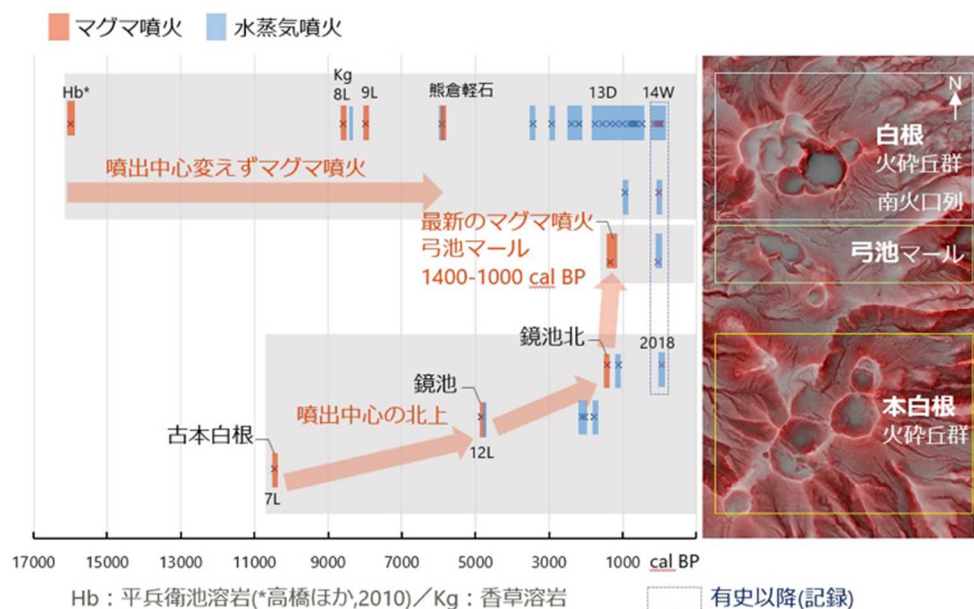 マグマ噴火 水蒸気噴火
Hb*
Kg
8L 9L
熊倉軽石
13D 14W
噴出中心変えずマグマ噴火
最新のマグマ噴火
弓池マール
1400-1000 cal BP
鏡池北
2018
鏡池
噴出中心の北上
12L
古本白根
7L
N
白根
火砕丘群
南火口列
弓池マール
本白根
火砕丘群
17000 15000 13000 11000 9000 7000 5000 3000 1000 cal BP
Hb：平兵衛池溶岩(*高橋ほか,2010)／Kg：香草溶岩
有史以降(記録)